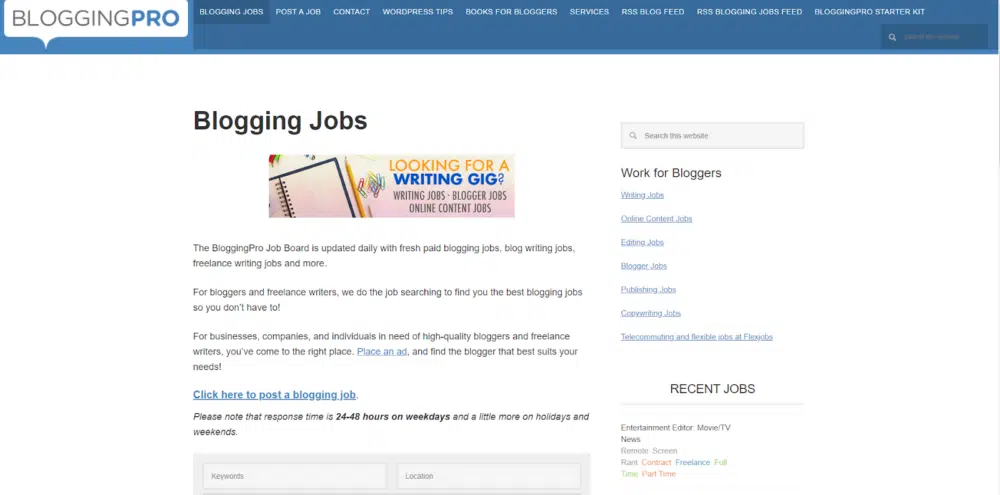 BLOGGINGPRO
BLOGGING JOBS POST A JOB CONTACT WORDPRESS TIPS BOOKS FOR BLOGGERS SERVICES RSS BLOG FEED RSS BLOGGING JOBS FEED BLOGGINGPRO STARTER KIT
Search this website
Blogging Jobs
LOOKING FOR A
WRITING GIG?
WRITING JOBS · BLOGGER JOBS
ONLINE CONTENT JOBS
The BloggingPro Job Board is updated daily with fresh paid blogging jobs, blog writing jobs,
freelance writing jobs and more.
For bloggers and freelance writers, we do the job searching to find you the best blogging jobs
so you don't have to!
For businesses, companies, and individuals in need of high-quality bloggers and freelance
writers, you've come to the right place. Place an ad, and find the blogger that best suits your
needs!
Click here to post a blogging job.
Please note that response time is 24-48 hours on weekdays and a little more on holidays and
weekends.
Keywords
Location
Search this website
Work for Bloggers
Writing Jobs
Online Content Jobs
Editing Jobs
Blogger Jobs
Publishing Jobs
Copywriting Jobs
Telecommuting and flexible jobs at Flexjobs
RECENT JOBS
Entertainment Editor: Movie/TV
News
Remote Screen
Rant Contract Freelance Full
Time Part Time